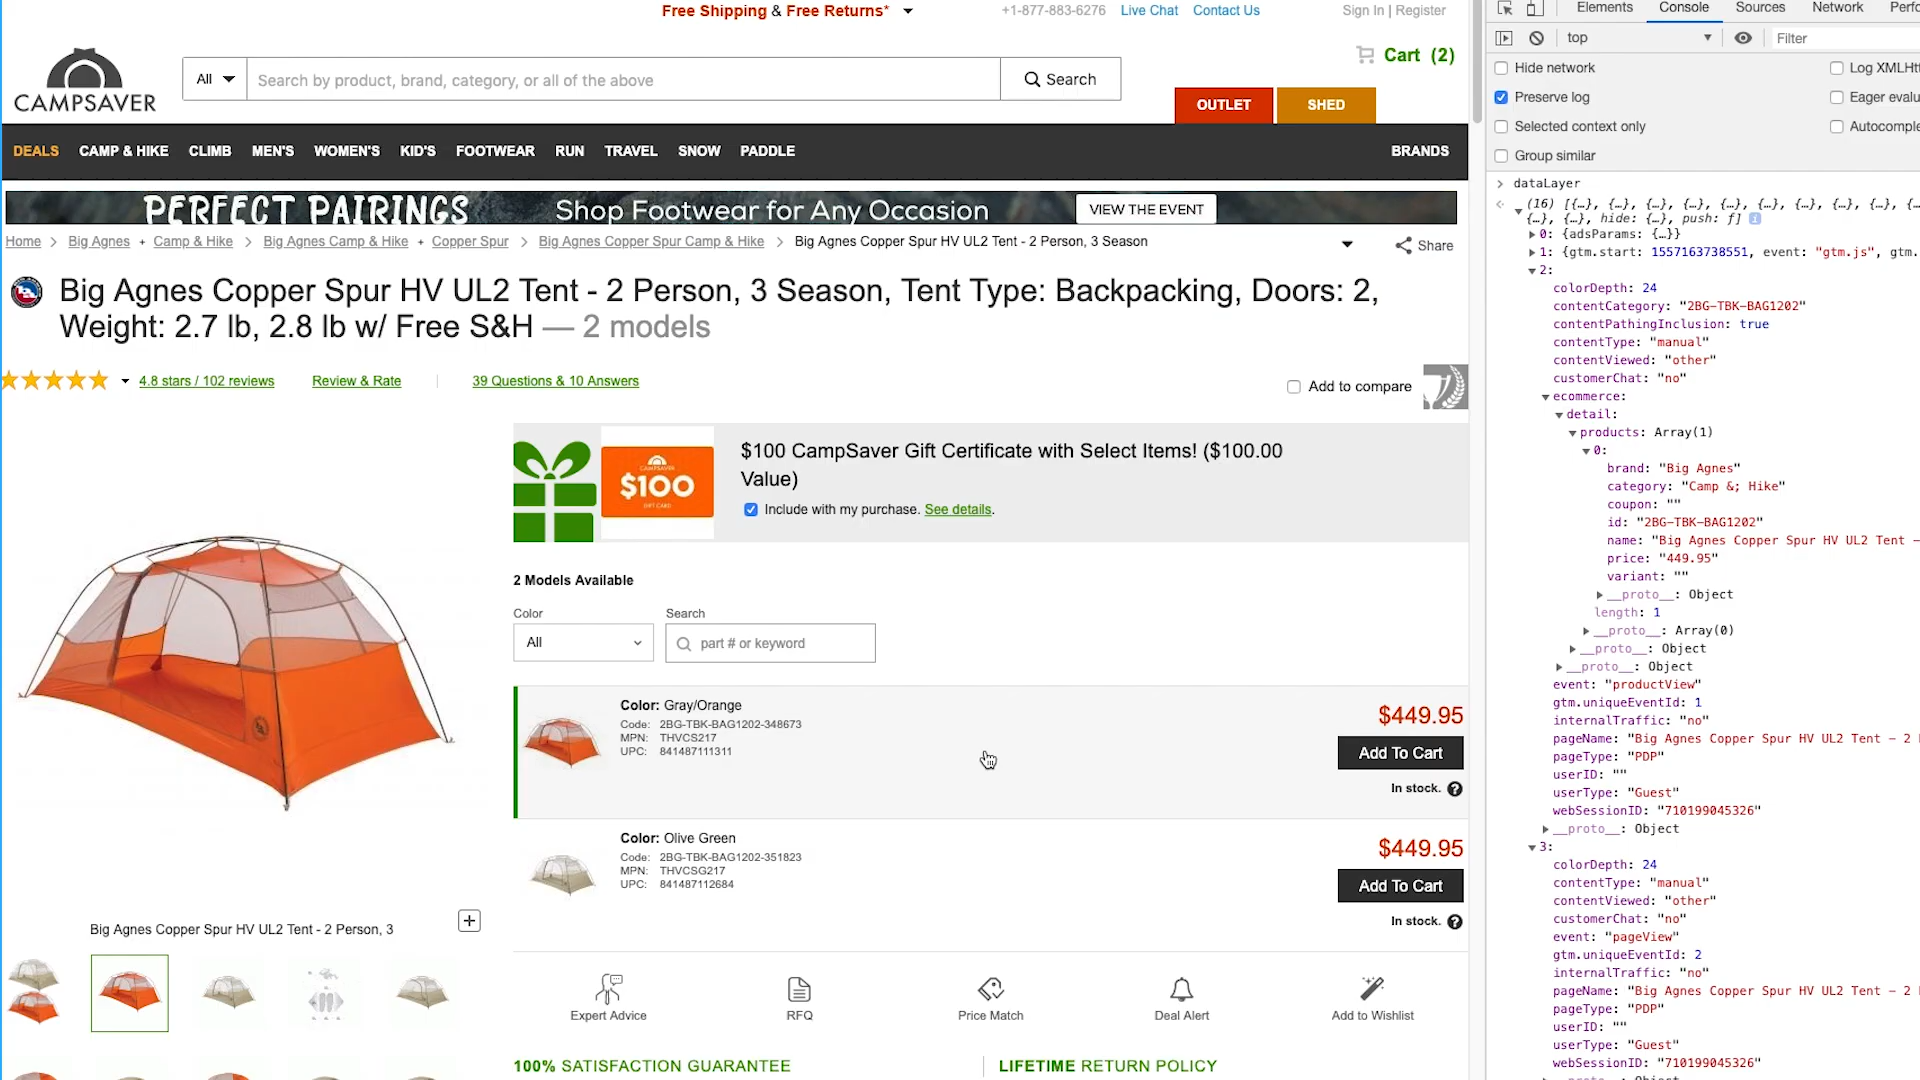 Free Shipping & Free Returns*
+1-877-883-6276 Live Chat Contact Us
Sign In | Register
CAMPSAVER
All
Search by product, brand, category, or all of the above
Search
Cart (2)
OUTLET
SHED
DEALS CAMP & HIKE CLIMB MEN'S WOMEN'S KID'S FOOTWEAR RUN TRAVEL SNOW PADDLE BRANDS
PERFECT PAIRINGS Shop Footwear for Any Occasion VIEW THE EVENT
Home > Big Agnes • Camp & Hike > Big Agnes Camp & Hike • Copper Spur > Big Agnes Copper Spur Camp & Hike > Big Agnes Copper Spur HV UL2 Tent - 2 Person, 3 Season
Share
Big Agnes Copper Spur HV UL2 Tent - 2 Person, 3 Season, Tent Type: Backpacking, Doors: 2,
Weight: 2.7 lb, 2.8 lb w/ Free S&H — 2 models
4.8 stars / 102 reviews
Review & Rate
39 Questions & 10 Answers
Add to compare
CAMPSAVER
$100
GIFT CARD
$100 CampSaver Gift Certificate with Select Items! ($100.00
Value)
Include with my purchase. See details.
2 Models Available
Color
Search
All
part # or keyword
Color: Gray/Orange
Code: 2BG-TBK-BAG1202-348673
MPN: THVCS217
UPC: 841487111311
$449.95
Add To Cart
In stock. ?
Color: Olive Green
Code: 2BG-TBK-BAG1202-351823
MPN: THVCSG217
UPC: 841487112684
$449.95
Add To Cart
In stock. ?
Big Agnes Copper Spur HV UL2 Tent - 2 Person, 3
Expert Advice
RFQ
Price Match
Deal Alert
Add to Wishlist
100% SATISFACTION GUARANTEE
LIFETIME RETURN POLICY
Elements Console Sources Network Perfo
top
Filter
Hide network
Log XMLHtt
Preserve log
Eager evalu
Selected context only
Autocomple
Group similar
dataLayer
(16) [{…}, {…}, {…}, {…}, {…}, {…}, {…}, {…}, {…}, {…
{…}, {…}, hide: {…}, push: ƒ] i
0: {adsParams: {…}}
1: {gtm.start: 1557163738551, event: "gtm.js", gtm.
2:
colorDepth: 24
contentCategory: "2BG-TBK-BAG1202"
contentPathingInclusion: true
contentType: "manual"
contentViewed: "other"
customerChat: "no"
ecommerce:
detail:
products: Array(1)
0:
brand: "Big Agnes"
category: "Camp &; Hike"
coupon: ""
id: "2BG-TBK-BAG1202"
name: "Big Agnes Copper Spur HV UL2 Tent –
price: "449.95"
variant: ""
__proto__: Object
length: 1
__proto__: Array(0)
__proto__: Object
__proto__: Object
event: "productView"
gtm.uniqueEventId: 1
internalTraffic: "no"
pageName: "Big Agnes Copper Spur HV UL2 Tent – 2
pageType: "PDP"
userID: ""
userType: "Guest"
webSessionID: "710199045326"
__proto__: Object
3:
colorDepth: 24
contentType: "manual"
contentViewed: "other"
customerChat: "no"
event: "pageView"
gtm.uniqueEventId: 2
internalTraffic: "no"
pageName: "Big Agnes Copper Spur HV UL2 Tent – 2
pageType: "PDP"
userID: ""
userType: "Guest"
webSessionID: "710199045326"